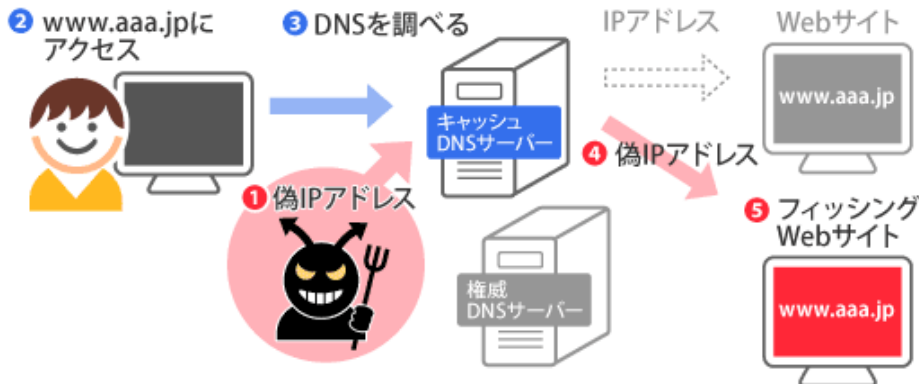 ❷ www.aaa.jpに
アクセス
❸ DNSを調べる
IPアドレス
Webサイト
www.aaa.jp
キャッシュ
DNSサーバー
❹ 偽IPアドレス
❶ 偽IPアドレス
❺ フィッシング
Webサイト
権威
DNSサーバー
www.aaa.jp